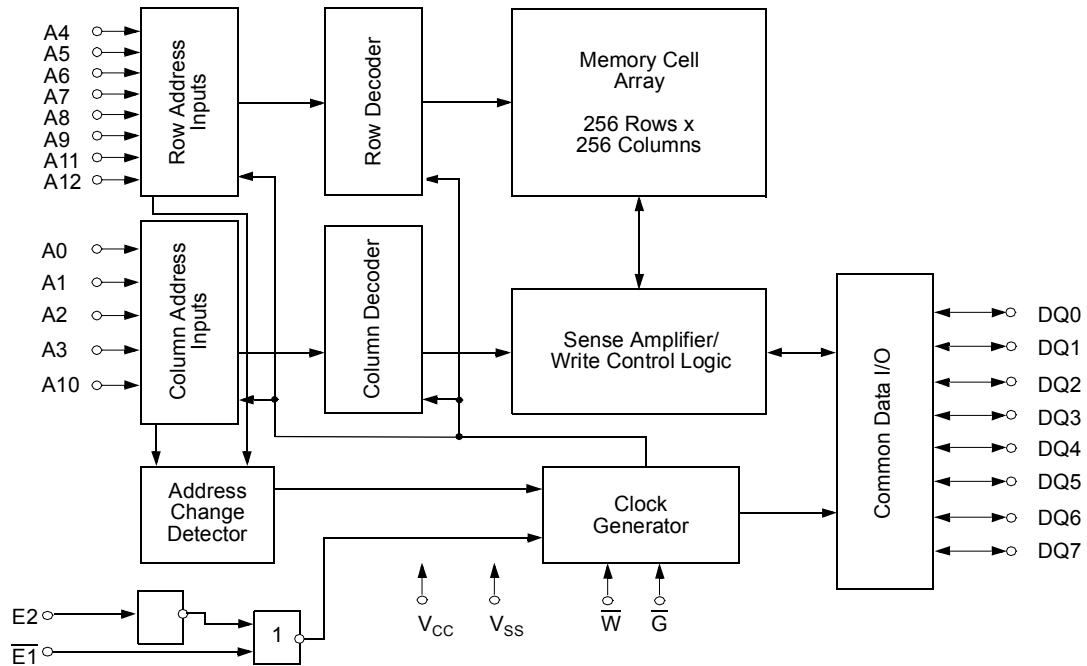 A4
A5
A6
A7
A8
A9
A11
A12
Row Address
Inputs
Row Decoder
Memory Cell
Array
256 Rows x
256 Columns
A0
A1
A2
A3
A10
Column Address
Inputs
Column Decoder
Sense Amplifier/
Write Control Logic
Common Data I/O
DQ0
DQ1
DQ2
DQ3
DQ4
DQ5
DQ6
DQ7
Address
Change
Detector
Clock
Generator
E2
E1
1
VCC
VSS
W
G